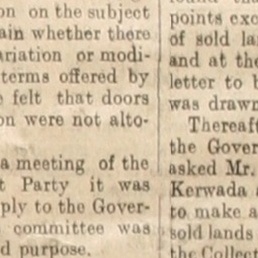 on on the subject
ain whether there
ariation or modi-
terms offered by
e felt that doors
on were not alto-
a meeting of the
t Party it was
ply to the Gover-
committee was
d purpose.
points exc
of sold lan
and at the
letter to b
was drawn
Thereaft
the Gover
asked Mr.
Kerwada a
to make a
sold lands
the Collect